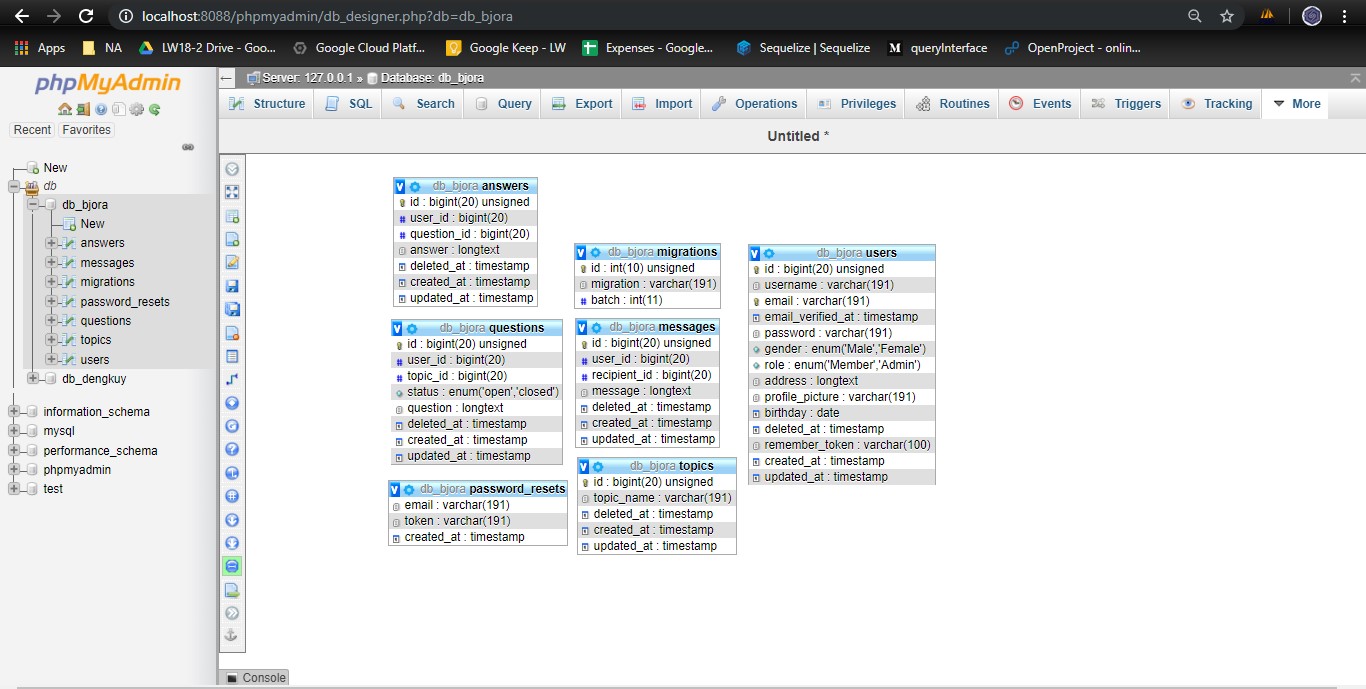 localhost:8088/phpmyadmin/db_designer.php?db=db_bjora
Apps NA LW18-2 Drive - Goo... Google Cloud Platf... Google Keep - LW Expenses - Google... Sequelize | Sequelize queryInterface OpenProject - onlin...
phpMyAdmin
Recent Favorites
New
db
db_bjora
New
answers
messages
migrations
password_resets
questions
topics
users
db_dengkuy
information_schema
mysql
performance_schema
phpmyadmin
test
Server: 127.0.0.1 » Database: db_bjora
Structure SQL Search Query Export Import Operations Privileges Routines Events Triggers Tracking More
Untitled *
v db_bjora answers
id : bigint(20) unsigned
user_id : bigint(20)
question_id : bigint(20)
answer : longtext
deleted_at : timestamp
created_at : timestamp
updated_at : timestamp
v db_bjora questions
id : bigint(20) unsigned
user_id : bigint(20)
topic_id : bigint(20)
status : enum('open','closed')
question : longtext
deleted_at : timestamp
created_at : timestamp
updated_at : timestamp
v db_bjora password_resets
email : varchar(191)
token : varchar(191)
created_at : timestamp
v db_bjora migrations
id : int(10) unsigned
migration : varchar(191)
batch : int(11)
v db_bjora messages
id : bigint(20) unsigned
user_id : bigint(20)
recipient_id : bigint(20)
message : longtext
deleted_at : timestamp
created_at : timestamp
updated_at : timestamp
v db_bjora topics
id : bigint(20) unsigned
topic_name : varchar(191)
deleted_at : timestamp
created_at : timestamp
updated_at : timestamp
v db_bjora users
id : bigint(20) unsigned
username : varchar(191)
email : varchar(191)
email_verified_at : timestamp
password : varchar(191)
gender : enum('Male','Female')
role : enum('Member','Admin')
address : longtext
profile_picture : varchar(191)
birthday : date
deleted_at : timestamp
remember_token : varchar(100)
created_at : timestamp
updated_at : timestamp
Console